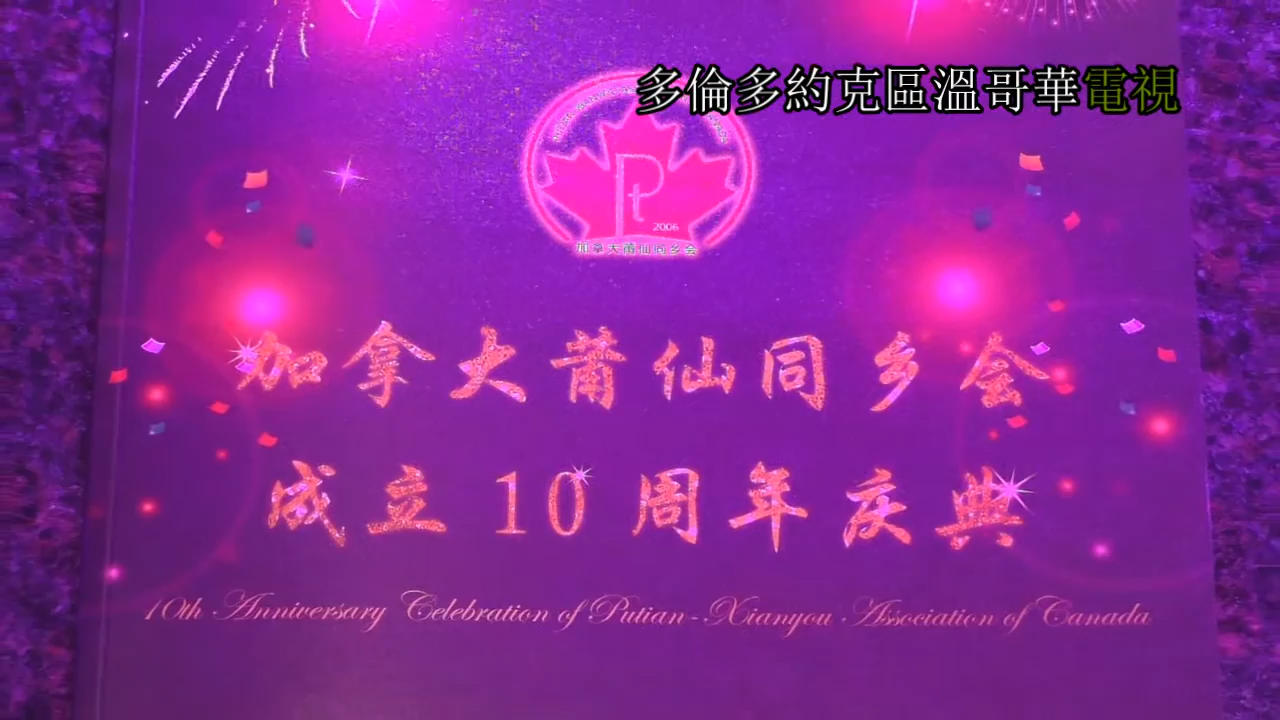 多倫多約克區溫哥華電視
Pt
2006
加拿大莆仙同乡会
加拿大莆仙同乡会
成立10周年庆典
10th Anniversary Celebration of Putian-Xianyou Association of Canada